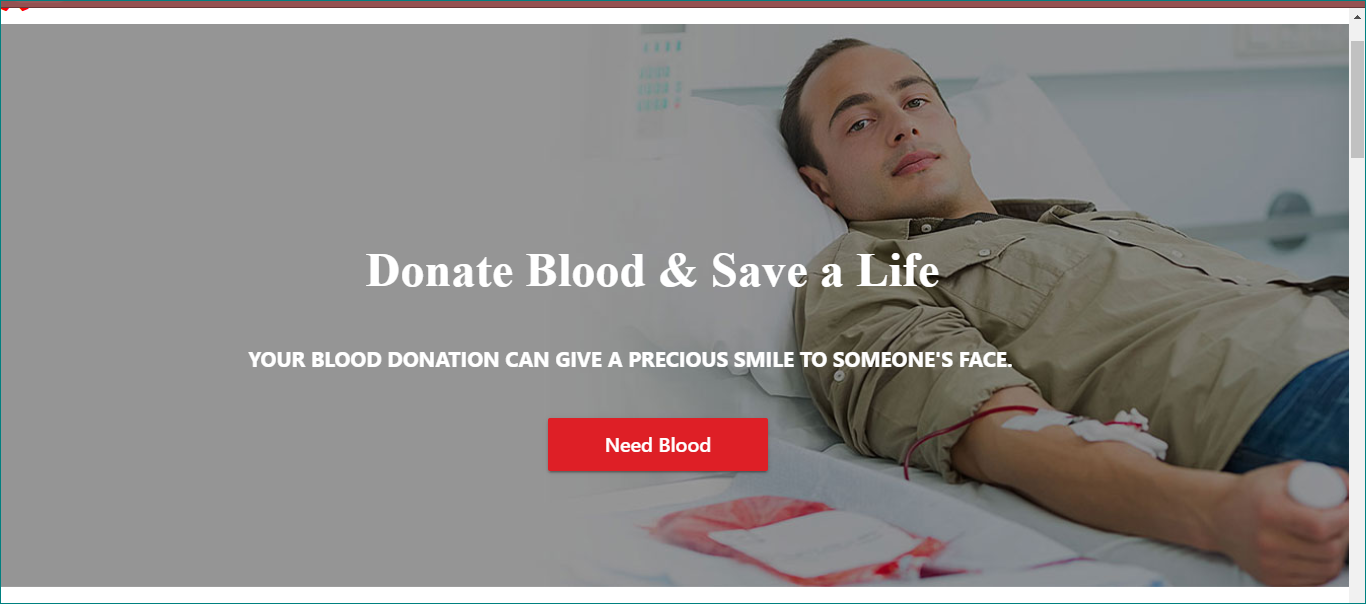 Donate Blood & Save a Life
YOUR BLOOD DONATION CAN GIVE A PRECIOUS SMILE TO SOMEONE'S FACE.
Need Blood